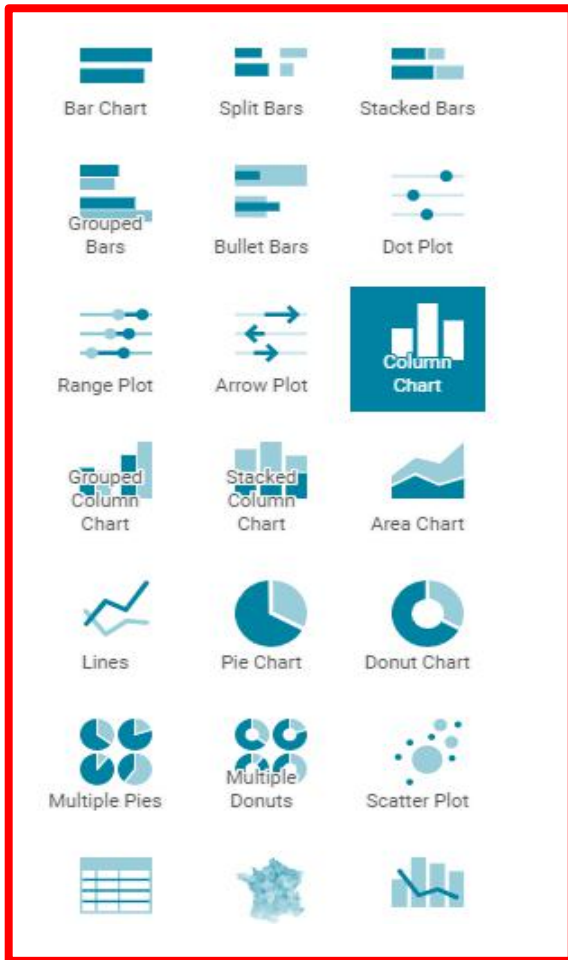 Bar Chart
Split Bars
Stacked Bars
Grouped
Bars
Bullet Bars
Dot Plot
Range Plot
Arrow Plot
Column
Chart
Grouped
Column
Chart
Stacked
Column
Chart
Area Chart
Lines
Pie Chart
Donut Chart
Multiple Pies
Multiple
Donuts
Scatter Plot